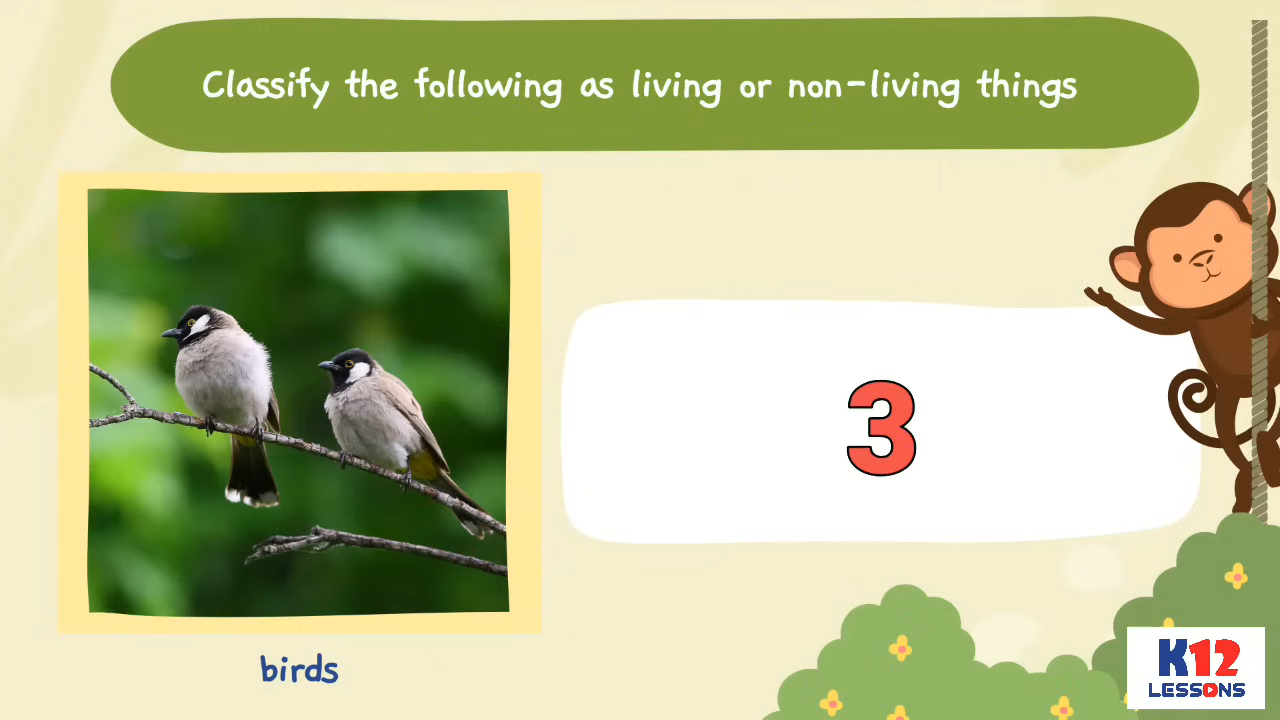 Classify the following as living or non-living things
3
birds
K12
LESSONS